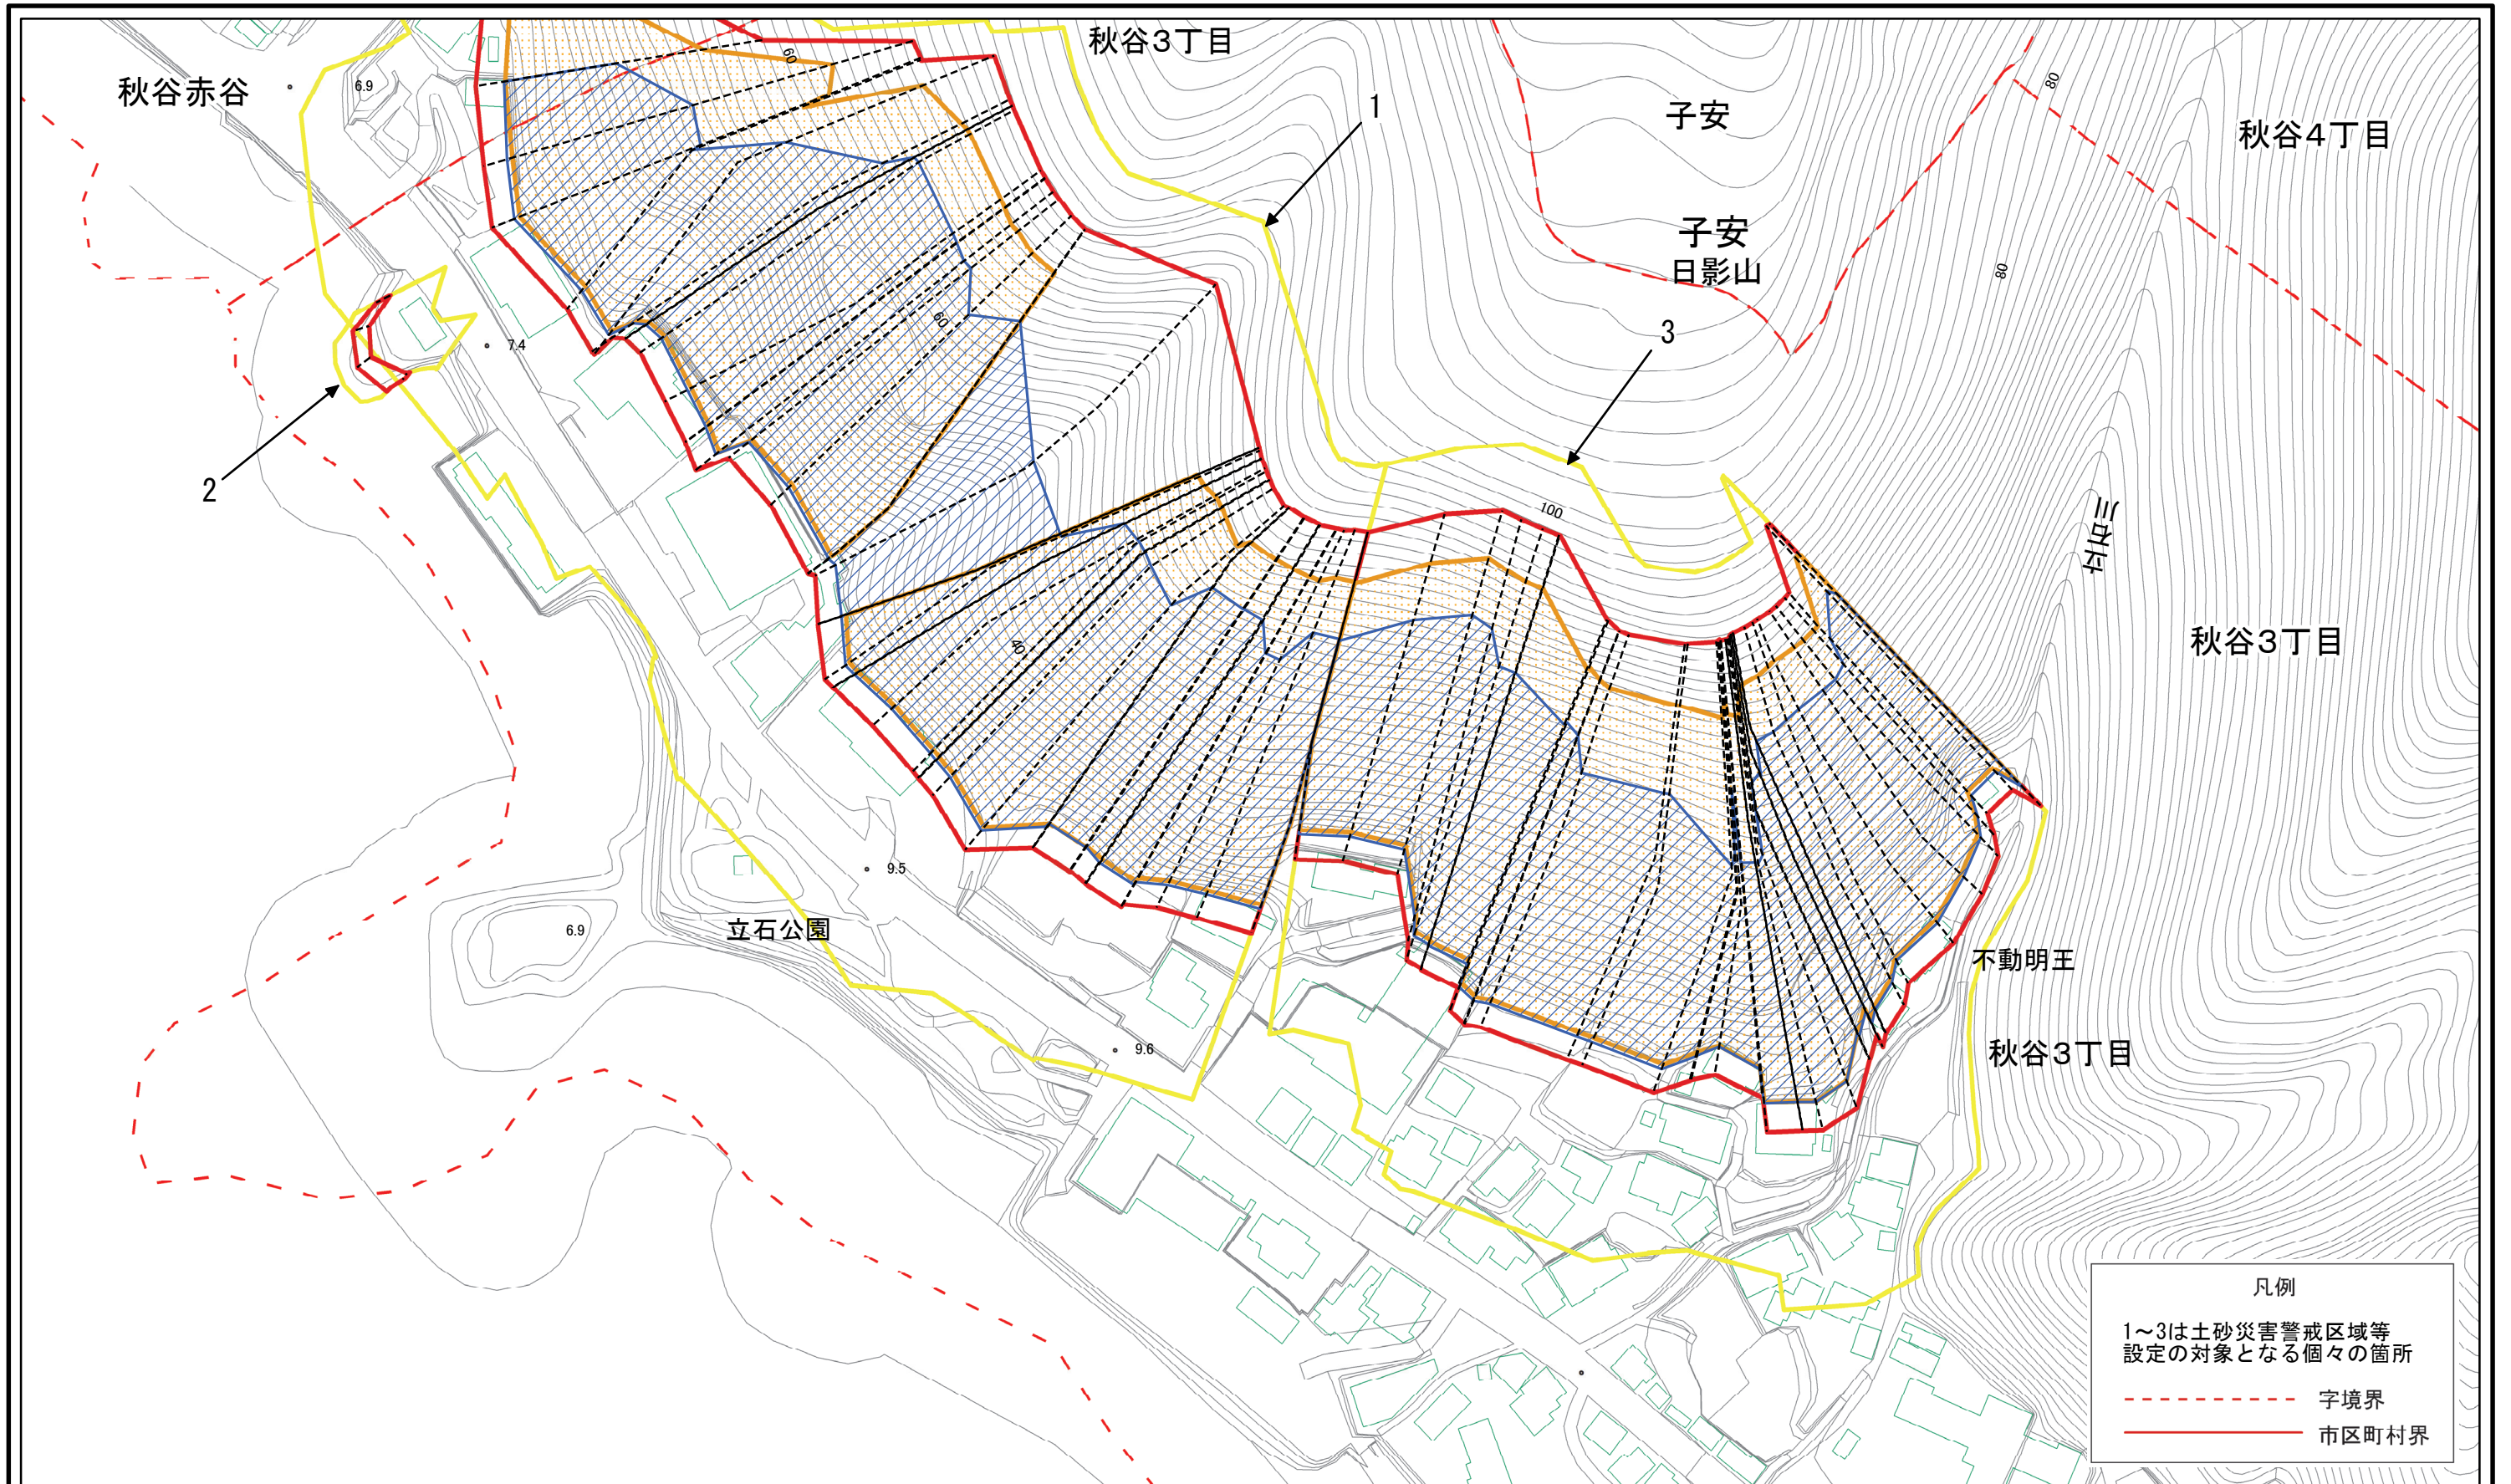 秋谷3丁目
60
秋谷赤谷
6.9
1
子安
80
秋谷4丁目
子安
日影山
80
3
60
7.4
2
100
立石川
秋谷3丁目
40
9.5
立石公園
6.9
不動明王
9.6
秋谷3丁目
凡例
1～3は土砂災害警戒区域等
設定の対象となる個々の箇所
字境界
市区町村界